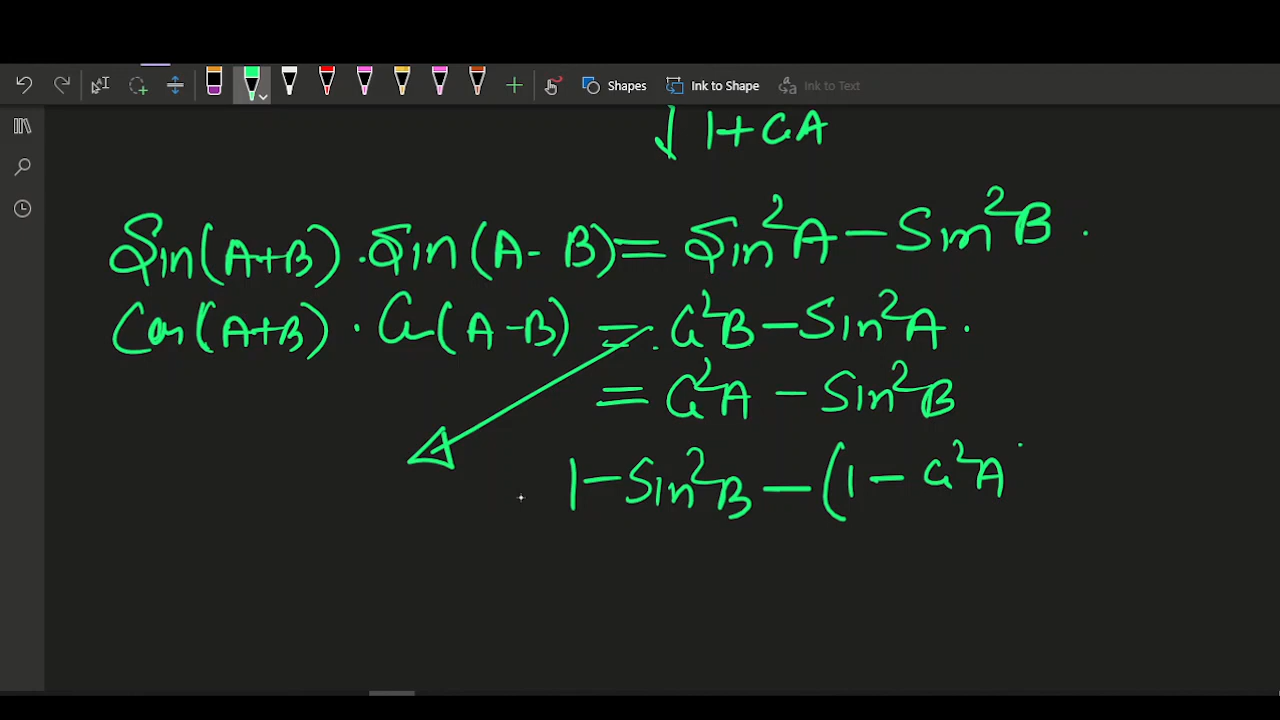 Shapes Ink to Shape Ink to Text
√1+CA
Sin(A+B) · Sin(A-B) = Sin²A - Sin²B .
Cos(A+B) · Cos(A-B) = C²B - Sin²A .
= C²A - Sin²B
1 - Sin²B - (1 - C²A